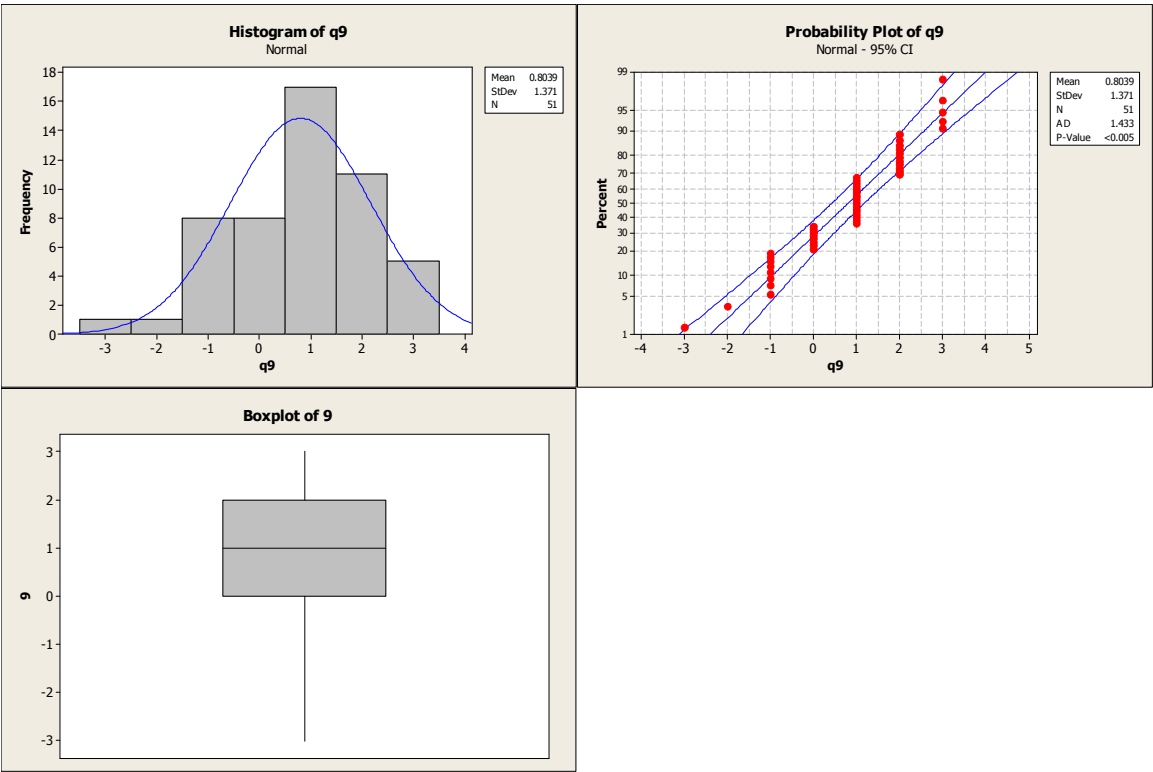 Histogram of q9
Normal
Mean 0.8039
StDev 1.371
N 51
18
16
14
12
10
8
6
4
2
0
Frequency
-3 -2 -1 0 1 2 3 4
q9
Probability Plot of q9
Normal - 95% CI
Mean 0.8039
StDev 1.371
N 51
AD 1.433
P-Value <0.005
99
95
90
80
70
60
50
40
30
20
10
5
1
Percent
-4 -3 -2 -1 0 1 2 3 4 5
q9
Boxplot of 9
3
2
1
0
-1
-2
-3
9